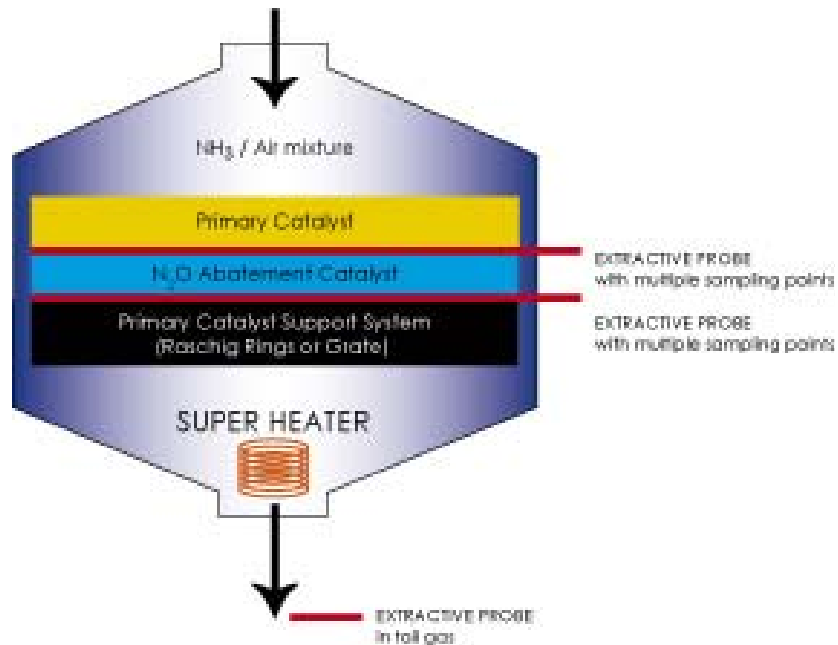 NH₃ / Air mixture
Primary Catalyst
N₂O Abatement Catalyst
EXTRACTIVE PROBE
with multiple sampling points
Primary Catalyst Support System
(Raschig Rings or Grate)
EXTRACTIVE PROBE
with multiple sampling points
SUPER HEATER
EXTRACTIVE PROBE
in tail gas